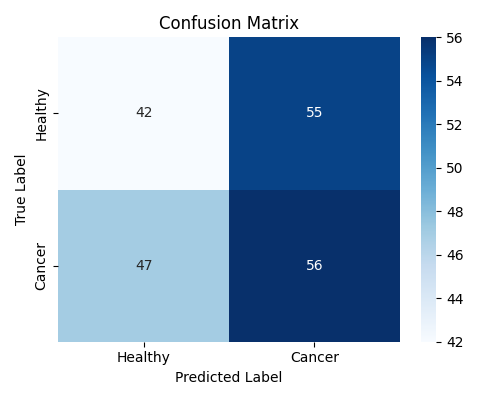 Confusion Matrix
True Label
Healthy
Cancer
42
55
47
56
Healthy
Cancer
Predicted Label
56
54
52
50
48
46
44
42